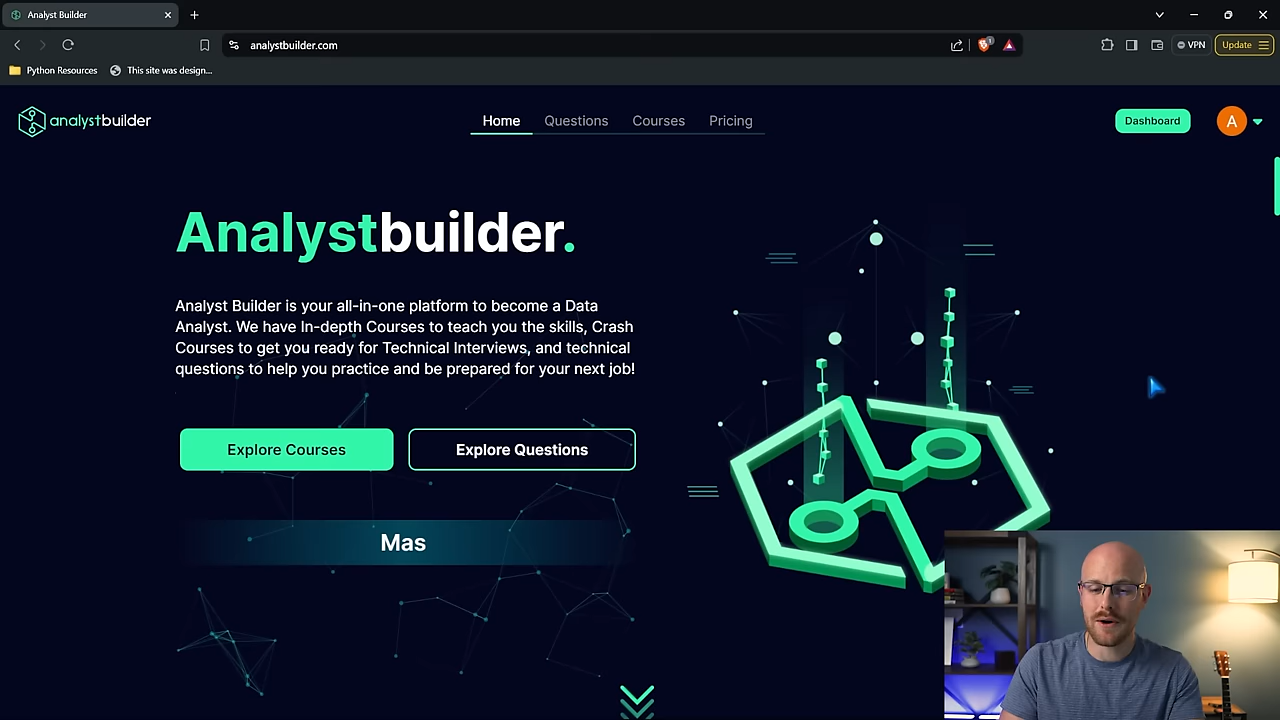 Analyst Builder
analystbuilder.com
VPN
Update
Python Resources
This site was design...
analystbuilder
Home
Questions
Courses
Pricing
Dashboard
A
Analystbuilder.
Analyst Builder is your all-in-one platform to become a Data
Analyst. We have In-depth Courses to teach you the skills, Crash
Courses to get you ready for Technical Interviews, and technical
questions to help you practice and be prepared for your next job!
Explore Courses
Explore Questions
Mas